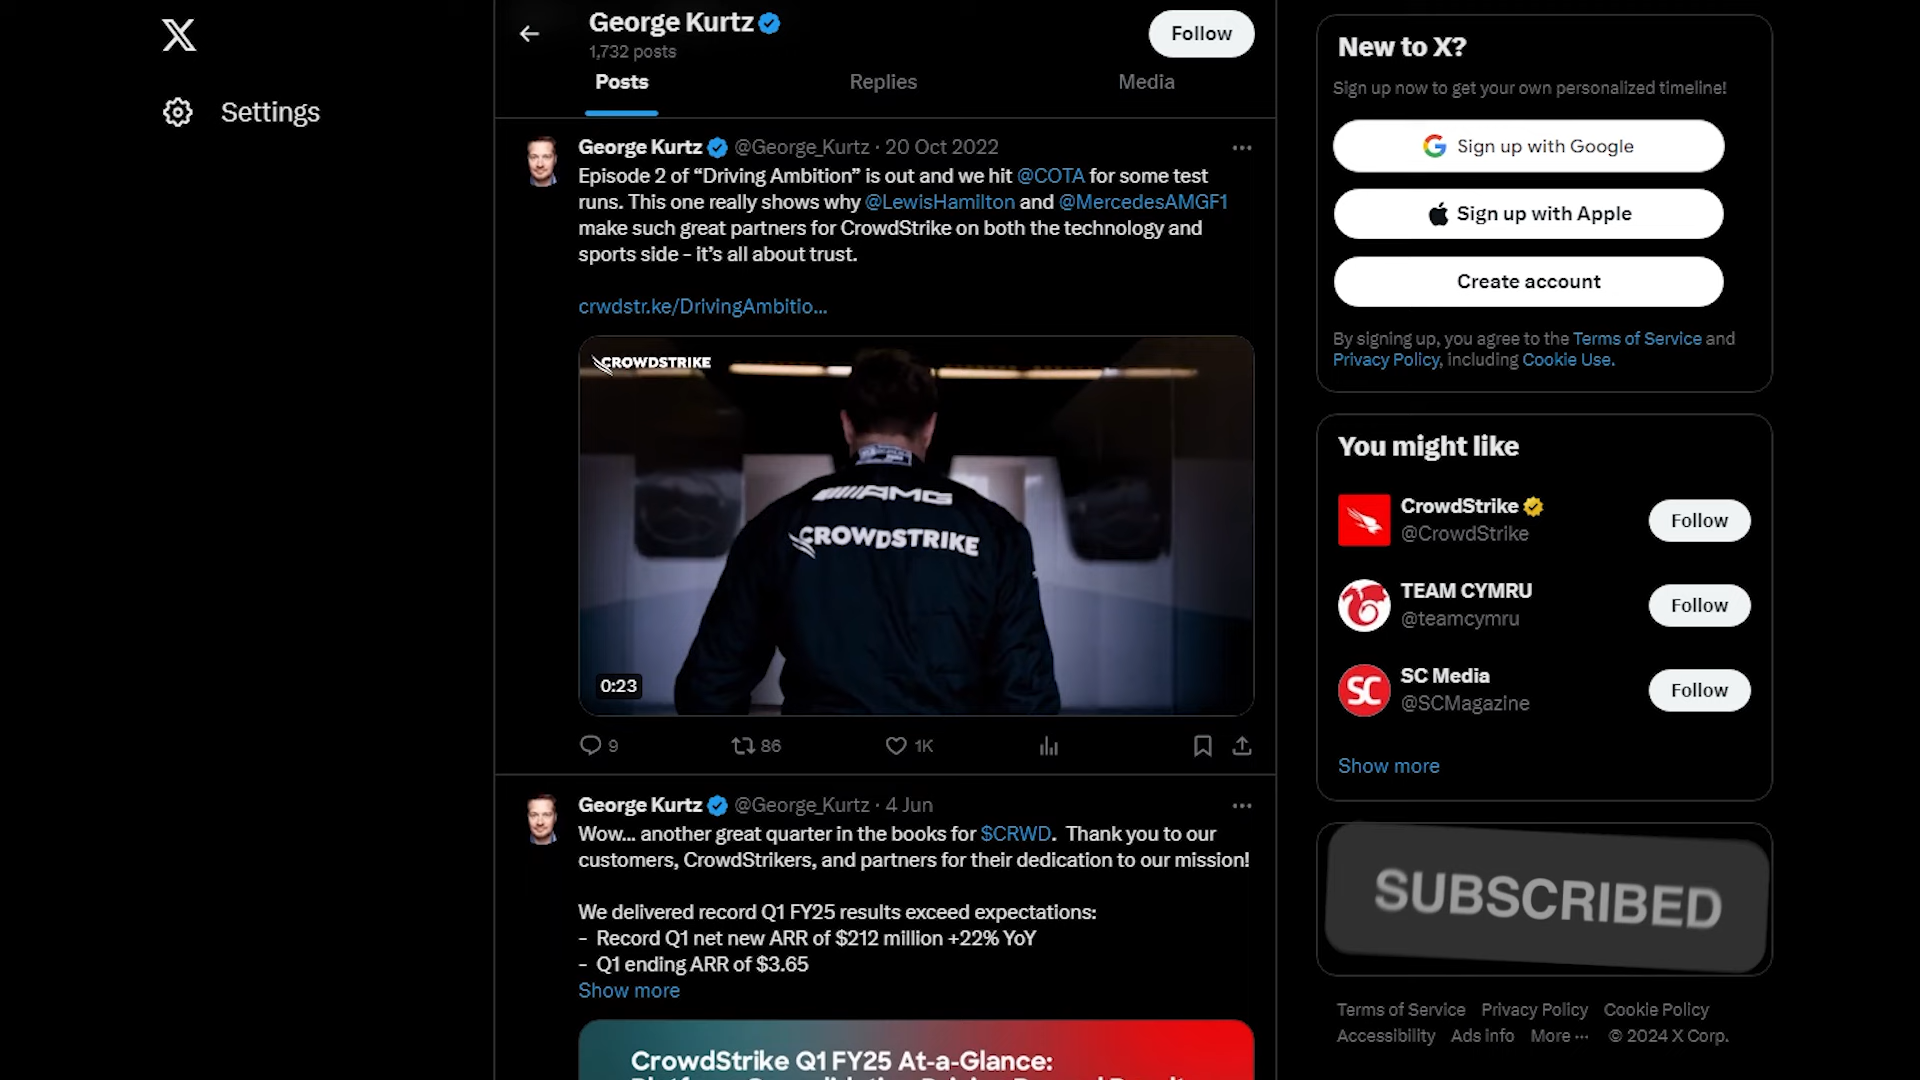 Settings
George Kurtz
1,732 posts
Follow
Posts
Replies
Media
George Kurtz @George_Kurtz · 20 Oct 2022
Episode 2 of “Driving Ambition” is out and we hit @COTA for some test
runs. This one really shows why @LewisHamilton and @MercedesAMGF1
make such great partners for CrowdStrike on both the technology and
sports side – it’s all about trust.
crwdstr.ke/DrivingAmbitio...
CROWDSTRIKE
AMG
CROWDSTRIKE
0:23
9
86
1K
George Kurtz @George_Kurtz · 4 Jun
Wow... another great quarter in the books for $CRWD. Thank you to our
customers, CrowdStrikers, and partners for their dedication to our mission!
We delivered record Q1 FY25 results exceed expectations:
– Record Q1 net new ARR of $212 million +22% YoY
– Q1 ending ARR of $3.65
Show more
CrowdStrike Q1 FY25 At-a-Glance:
New to X?
Sign up now to get your own personalized timeline!
Sign up with Google
Sign up with Apple
Create account
By signing up, you agree to the Terms of Service and
Privacy Policy, including Cookie Use.
You might like
CrowdStrike
@CrowdStrike
Follow
TEAM CYMRU
@teamcymru
Follow
SC
SC Media
@SCMagazine
Follow
Show more
SUBSCRIBED
Terms of Service Privacy Policy Cookie Policy
Accessibility Ads info More ··· © 2024 X Corp.